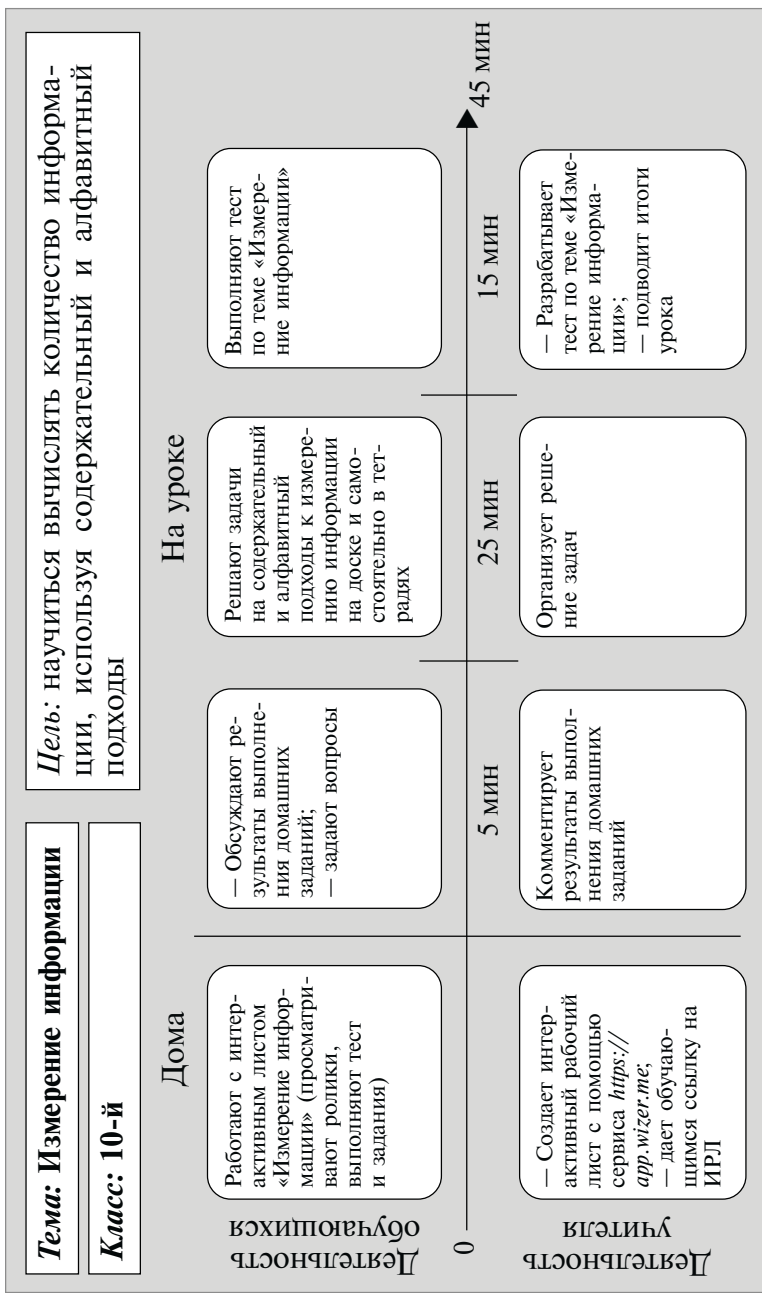 Тема: Измерение информации
Класс: 10-й
Цель: научиться вычислять количество информа-
ции, используя содержательный и алфавитный
подходы
Дома
На уроке
Деятельность
обучающихся
Работают с интер-
активным листом
«Измерение инфор-
мации» (просматри-
вают ролики,
выполняют тест
и задания)
— Обсуждают ре-
зультаты выполне-
ния домашних
заданий;
— задают вопросы
Решают задачи
на содержательный
и алфавитный
подходы к измере-
нию информации
на доске и само-
стоятельно в тет-
радях
Выполняют тест
по теме «Измере-
ние информации»
0
5 мин
25 мин
15 мин
45 мин
Деятельность
учителя
— Создает интер-
активный рабочий
лист с помощью
сервиса https://
app.wizer.me;
— дает обучаю-
щимся ссылку на
ИРЛ
Комментирует
результаты выпол-
нения домашних
заданий
Организует реше-
ние задач
— Разрабатывает
тест по теме «Изме-
рение информа-
ции»;
— подводит итоги
урока